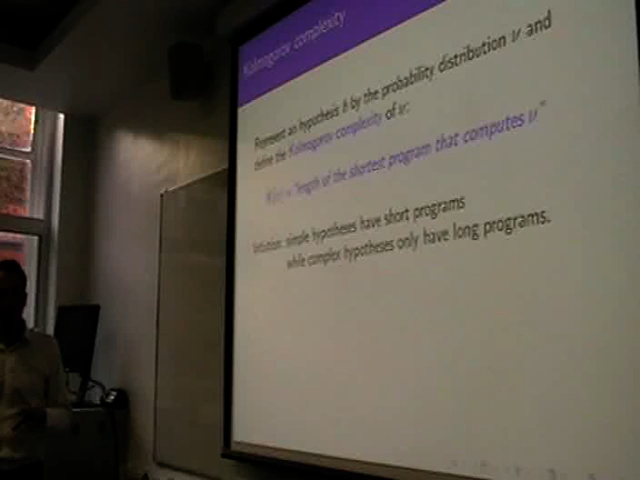 Kolmogorov complexity
Represent an hypothesis h by the probability distribution ν and
define the Kolmogorov complexity of ν:
K(ν) = "length of the shortest program that computes ν"
Intuition: simple hypotheses have short programs
while complex hypotheses only have long programs.